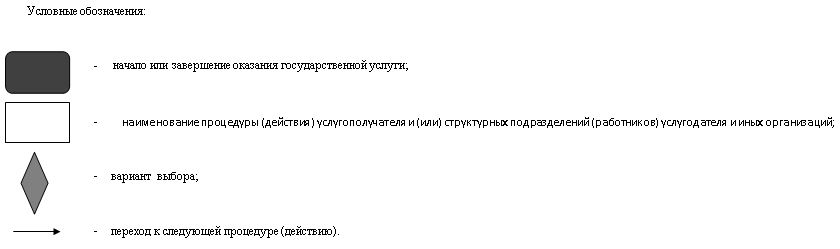 Условные обозначения:
- начало или завершение оказания государственной услуги;
- наименование процедуры (действия) услугополучателя и (или) структурных подразделений (работников) услугодателя и иных организаций;
- вариант выбора;
- переход к следующей процедуре (действию).